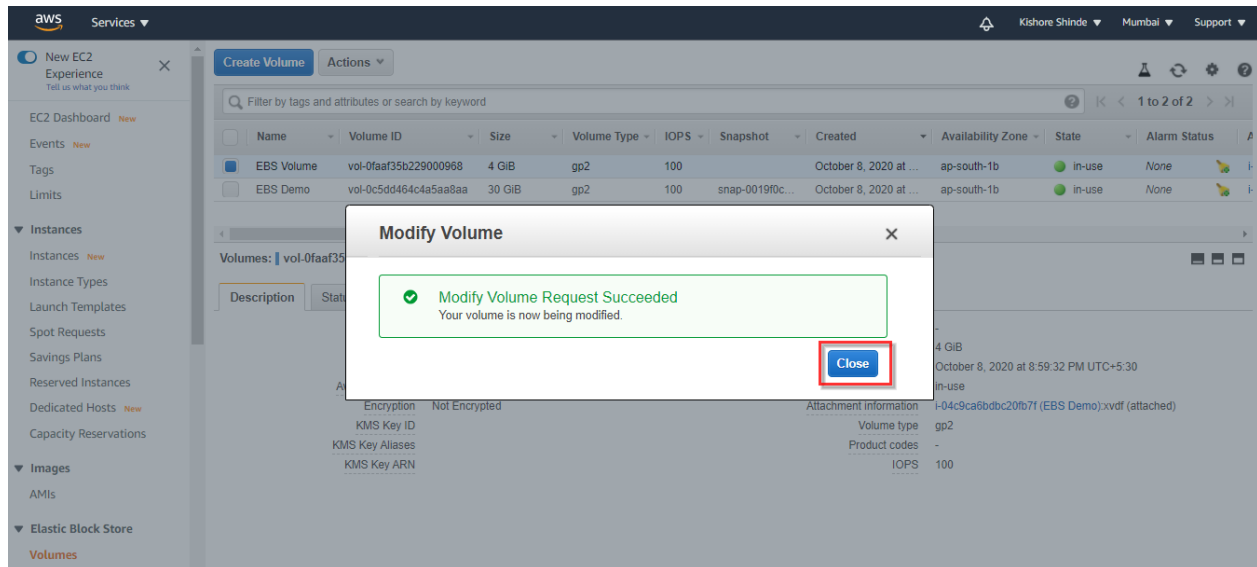 aws Services Kishore Shinde Mumbai Support
New EC2
Experience
Tell us what you think
Create Volume Actions
Filter by tags and attributes or search by keyword 1 to 2 of 2
Name Volume ID Size Volume Type IOPS Snapshot Created Availability Zone State Alarm Status A
EBS Volume vol-0faaf35b229000968 4 GiB gp2 100 October 8, 2020 at ... ap-south-1b in-use None i-
EBS Demo vol-0c5dd464c4a5aa8aa 30 GiB gp2 100 snap-0019f0c... October 8, 2020 at ... ap-south-1b in-use None i-
EC2 Dashboard New
Events New
Tags
Limits
Instances
Instances New
Instance Types
Launch Templates
Spot Requests
Savings Plans
Reserved Instances
Dedicated Hosts New
Capacity Reservations
Images
AMIs
Elastic Block Store
Volumes
Volumes: vol-0faaf35
Description Statu
Modify Volume
Modify Volume Request Succeeded
Your volume is now being modified.
Close
-
4 GiB
October 8, 2020 at 8:59:32 PM UTC+5:30
in-use
Encryption Not Encrypted Attachment information i-04c9ca6bdbc20fb7f (EBS Demo):xvdf (attached)
KMS Key ID Volume type gp2
KMS Key Aliases Product codes -
KMS Key ARN IOPS 100